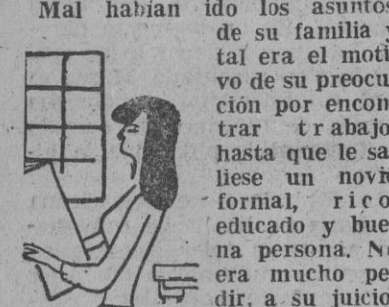 Mal habían ido los asuntos
de su familia y
tal era el moti
vo de su preocu
ción por encon
trar trabajo
hasta que le sa
liese un novi
formal, rico
educado y bue
na persona. No
era mucho pe
dir, a su juicio